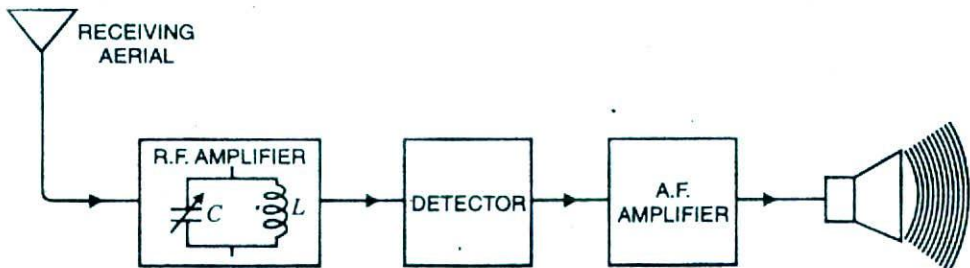 RECEIVING
AERIAL
R.F. AMPLIFIER
C
L
DETECTOR
A.F.
AMPLIFIER